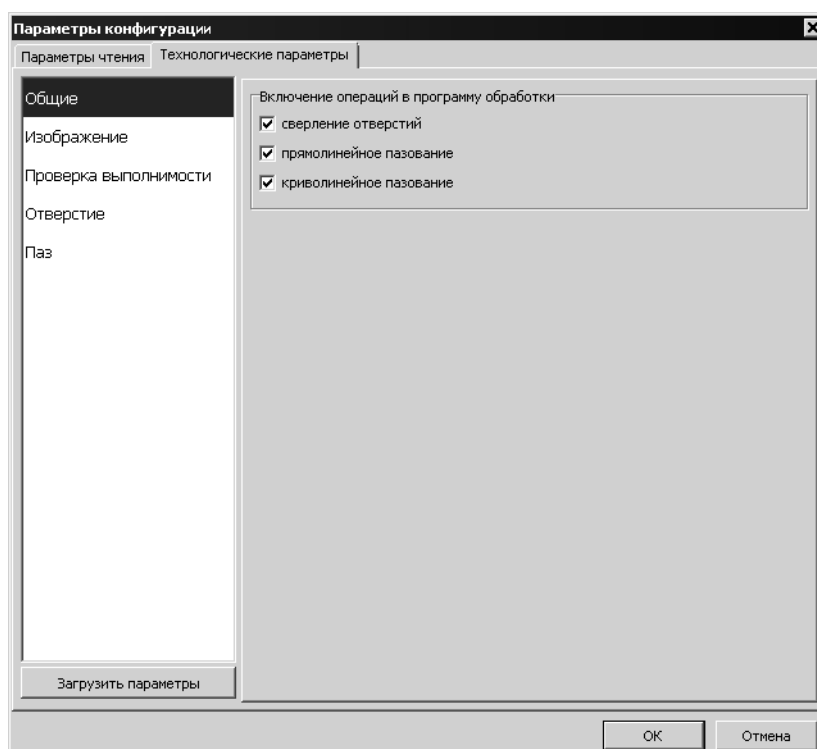 Параметры конфигурации
Параметры чтения Технологические параметры
Общие
Изображение
Проверка выполнимости
Отверстие
Паз
Включение операций в программу обработки
сверление отверстий
прямолинейное пазование
криволинейное пазование
Загрузить параметры
ОК Отмена